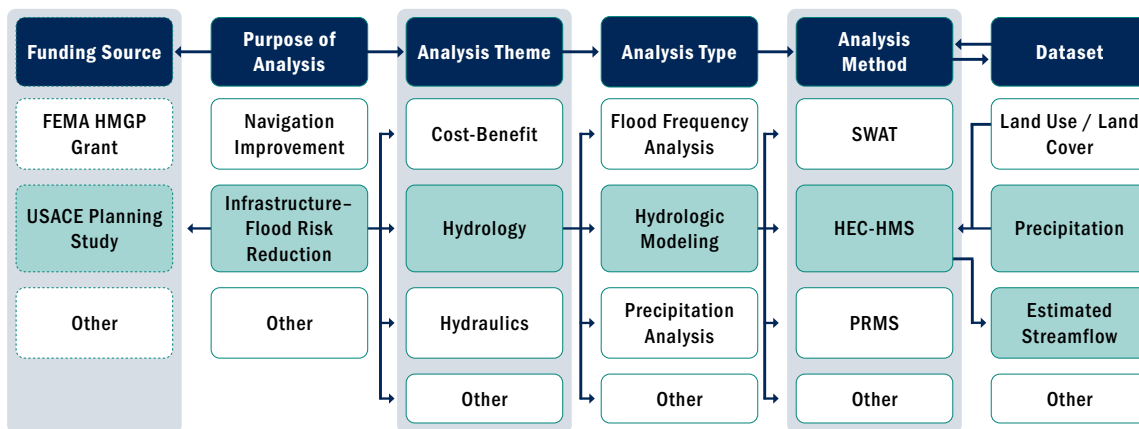 Funding Source
Purpose of
Analysis
Analysis Theme
Analysis Type
Analysis
Method
Dataset
FEMA HMGP
Grant
Navigation
Improvement
Cost-Benefit
Flood Frequency
Analysis
SWAT
Land Use / Land
Cover
USACE Planning
Study
Infrastructure–
Flood Risk
Reduction
Hydrology
Hydrologic
Modeling
HEC-HMS
Precipitation
Other
Other
Hydraulics
Precipitation
Analysis
PRMS
Estimated
Streamflow
Other
Other
Other
Other